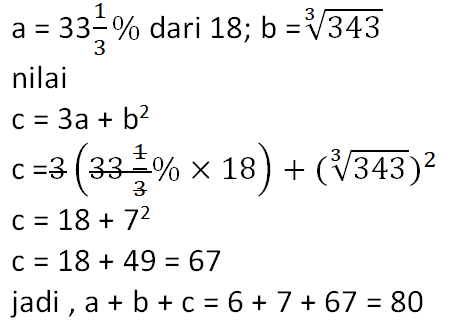 a = 33 1/3 % dari 18; b = ∛343
nilai
c = 3a + b²
c = 3 (33 1/3 % × 18) + (∛343)²
c = 18 + 7²
c = 18 + 49 = 67
jadi , a + b + c = 6 + 7 + 67 = 80